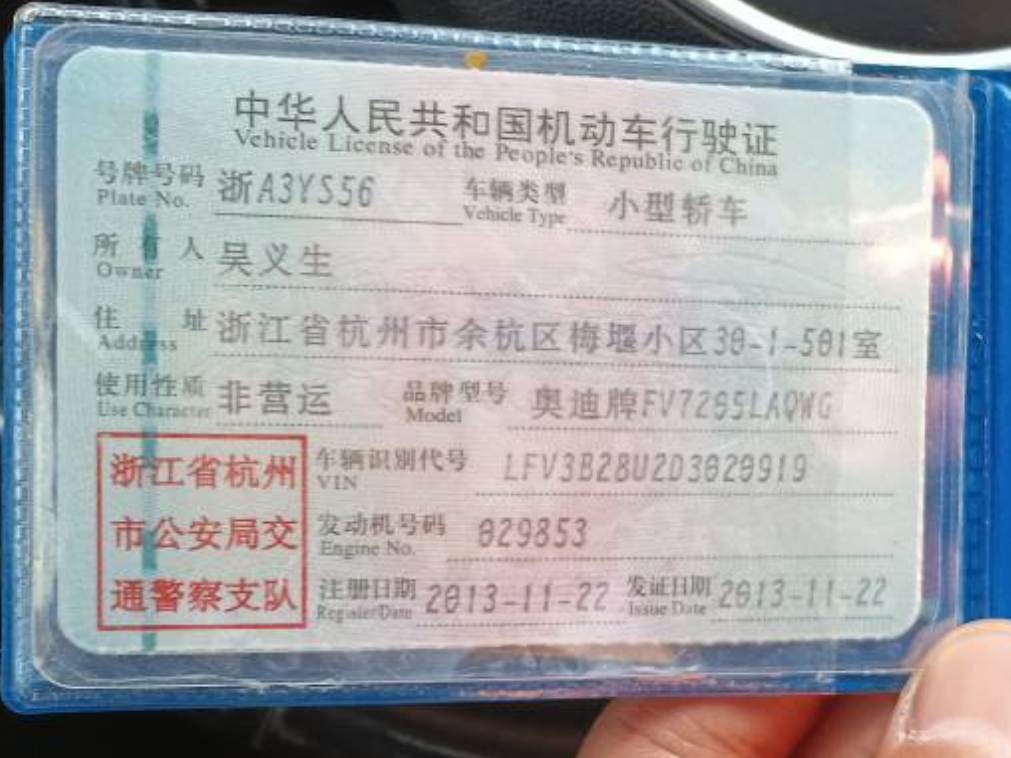 中华人民共和国机动车行驶证
Vehicle License of the People's Republic of China
号牌号码 浙A3YS56 车辆类型 小型轿车
Plate No. Vehicle Type
所有人 吴义生
Owner
住址 浙江省杭州市余杭区梅堰小区30-1-501室
Address
使用性质 非营运 品牌型号 奥迪牌FV7205LAQWG
Use Character Model
浙江省杭州 车辆识别代号 LFV3B28U2D3020919
VIN
市公安局交 发动机号码 029853
Engine No.
通警察支队 注册日期 2013-11-22 发证日期 2013-11-22
Register Date Issue Date